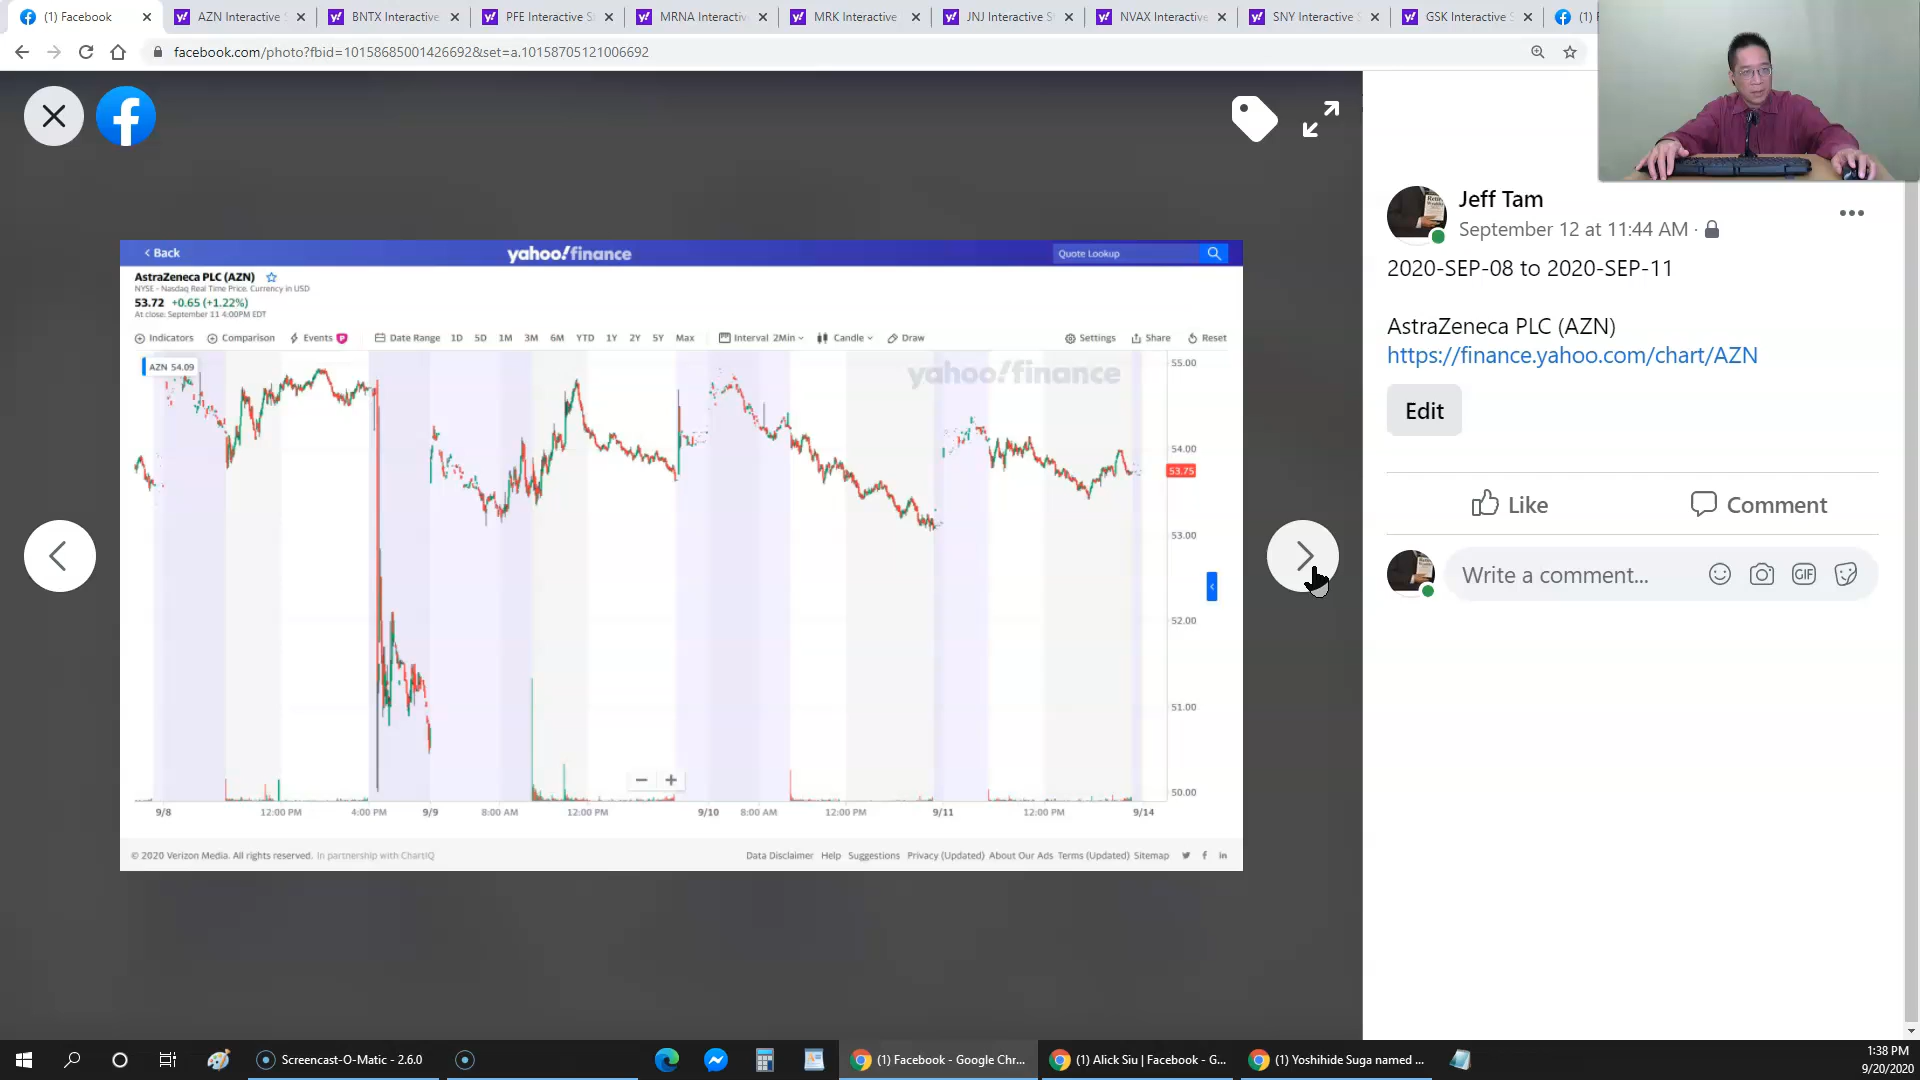 (1) Facebook
AZN Interactive
BNTX Interactive
PFE Interactive
MRNA Interactiv
MRK Interactive
JNJ Interactive
NVAX Interactive
SNY Interactive
GSK Interactive
(1)
facebook.com/photo?fbid=10158685001426692&set=a.10158705121006692
Jeff Tam
September 12 at 11:44 AM ·
2020-SEP-08 to 2020-SEP-11
AstraZeneca PLC (AZN)
https://finance.yahoo.com/chart/AZN
Edit
Like
Comment
Write a comment...
GIF
< Back
yahoo!finance
Quote Lookup
AstraZeneca PLC (AZN)
NYSE - Nasdaq Real Time Price. Currency in USD
53.72 +0.65 (+1.22%)
At close: September 11 4:00PM EDT
Indicators
Comparison
Events
Date Range
1D
5D
1M
3M
6M
YTD
1Y
2Y
5Y
Max
Interval 2Min
Candle
Draw
Settings
Share
Reset
AZN 54.09
yahoo!finance
55.00
54.00
53.75
53.00
52.00
51.00
50.00
9/8
12:00 PM
4:00 PM
9/9
8:00 AM
12:00 PM
9/10
8:00 AM
12:00 PM
9/11
12:00 PM
9/14
© 2020 Verizon Media. All rights reserved. In partnership with ChartIQ
Data Disclaimer
Help
Suggestions
Privacy (Updated)
About Our Ads
Terms (Updated)
Sitemap
Screencast-O-Matic - 2.6.0
(1) Facebook - Google Chr...
(1) Alick Siu | Facebook - G...
(1) Yoshihide Suga named ...
1:38 PM
9/20/2020